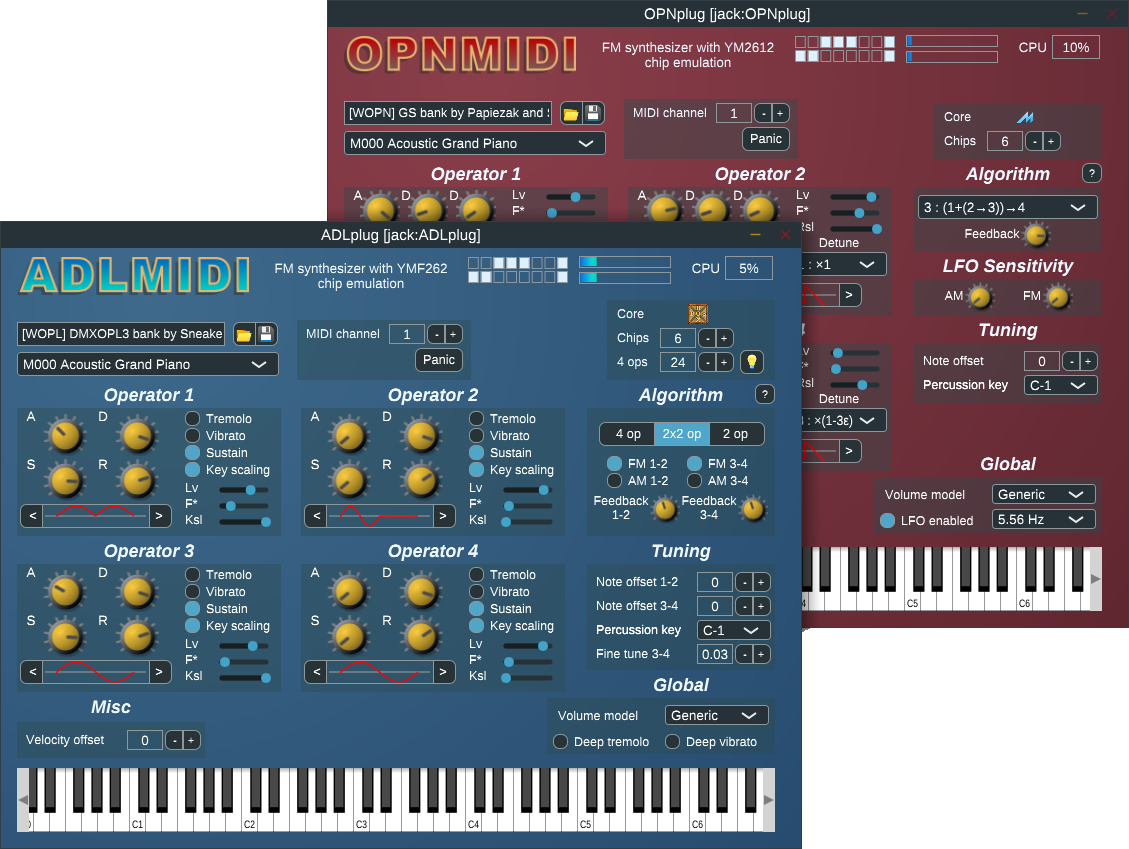 OPNplug [jack:OPNplug]
OPNMIDI
FM synthesizer with YM2612
chip emulation
CPU 10%
[WOPN] GS bank by Papiezak and
MIDI channel 1 - +
Panic
M000 Acoustic Grand Piano
Core
Chips 6 - +
Operator 1
Operator 2
Algorithm ?
A D D Lv
F*
A D D Lv
F*
Rsl
Detune
: ×1
>
3 : (1+(2→3))→4
Feedback
LFO Sensitivity
AM FM
Tuning
Note offset 0 - +
Percussion key C-1
Detune
: ×(1-3ε)
>
Global
Volume model Generic
LFO enabled 5.56 Hz
C5 C6
ADLplug [jack:ADLplug]
ADLMIDI
FM synthesizer with YMF262
chip emulation
CPU 5%
[WOPL] DMXOPL3 bank by Sneake
MIDI channel 1 - +
Panic
M000 Acoustic Grand Piano
Core
Chips 6 - +
4 ops 24 - +
Operator 1
A D
S R
Tremolo
Vibrato
Sustain
Key scaling
Lv
F*
Ksl
< >
Operator 2
A D
S R
Tremolo
Vibrato
Sustain
Key scaling
Lv
F*
Ksl
< >
Algorithm ?
4 op 2x2 op 2 op
FM 1-2 FM 3-4
AM 1-2 AM 3-4
Feedback
1-2
Feedback
3-4
Operator 3
A D
S R
Tremolo
Vibrato
Sustain
Key scaling
Lv
F*
Ksl
< >
Operator 4
A D
S R
Tremolo
Vibrato
Sustain
Key scaling
Lv
F*
Ksl
< >
Tuning
Note offset 1-2 0 - +
Note offset 3-4 0 - +
Percussion key C-1
Fine tune 3-4 0.03 - +
Misc
Velocity offset 0 - +
Global
Volume model Generic
Deep tremolo Deep vibrato
C1 C2 C3 C4 C5 C6